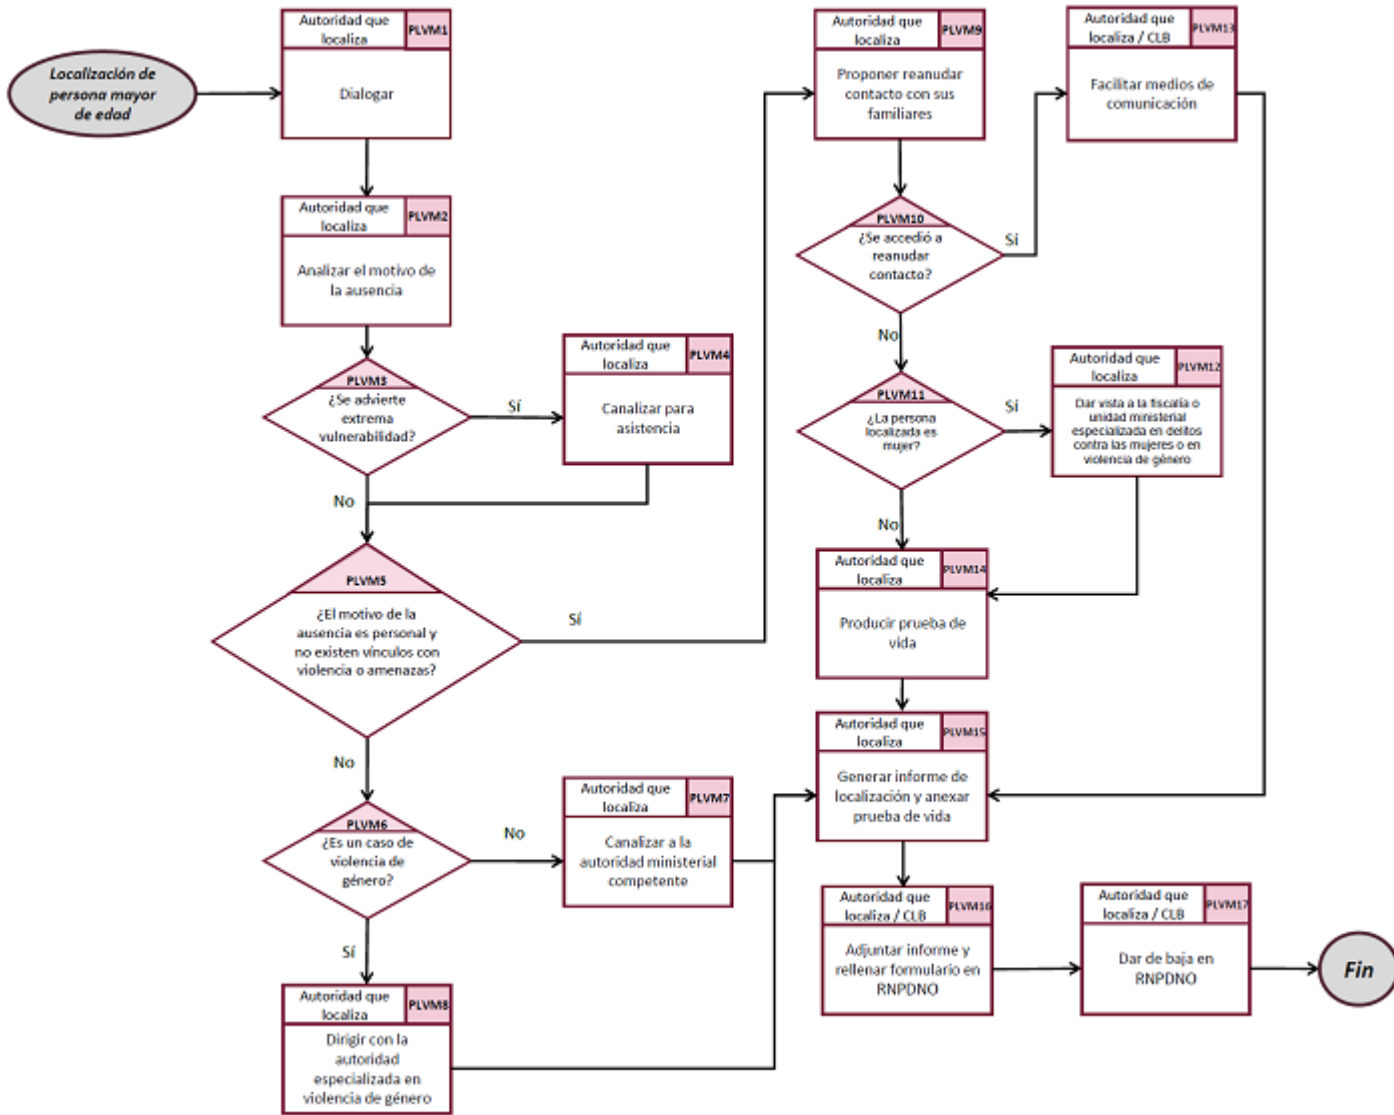 Localización de
persona mayor
de edad
Autoridad que
localiza
PLVM1
Dialogar
Autoridad que
localiza
PLVM2
Analizar el motivo de
la ausencia
PLVM3
¿Se advierte
extrema
vulnerabilidad?
Sí
No
Autoridad que
localiza
PLVM4
Canalizar para
asistencia
PLVM5
¿El motivo de la
ausencia es personal y
no existen vínculos con
violencia o amenazas?
Sí
No
PLVM6
¿Es un caso de
violencia de
género?
No
Sí
Autoridad que
localiza
PLVM7
Canalizar a la
autoridad ministerial
competente
Autoridad que
localiza
PLVM8
Dirigir con la
autoridad
especializada en
violencia de género
Autoridad que
localiza
PLVM9
Proponer reanudar
contacto con sus
familiares
PLVM10
¿Se accedió a
reanudar
contacto?
Sí
No
PLVM11
¿La persona
localizada es
mujer?
Sí
No
Autoridad que
localiza
PLVM12
Dar vista a la fiscalía o
unidad ministerial
especializada en delitos
contra las mujeres o en
violencia de género
Autoridad que
localiza / CLB
PLVM13
Facilitar medios de
comunicación
Autoridad que
localiza
PLVM14
Producir prueba de
vida
Autoridad que
localiza
PLVM15
Generar informe de
localización y anexar
prueba de vida
Autoridad que
localiza / CLB
PLVM16
Adjuntar informe y
rellenar formulario en
RNPDNO
Autoridad que
localiza / CLB
PLVM17
Dar de baja en
RNPDNO
Fin